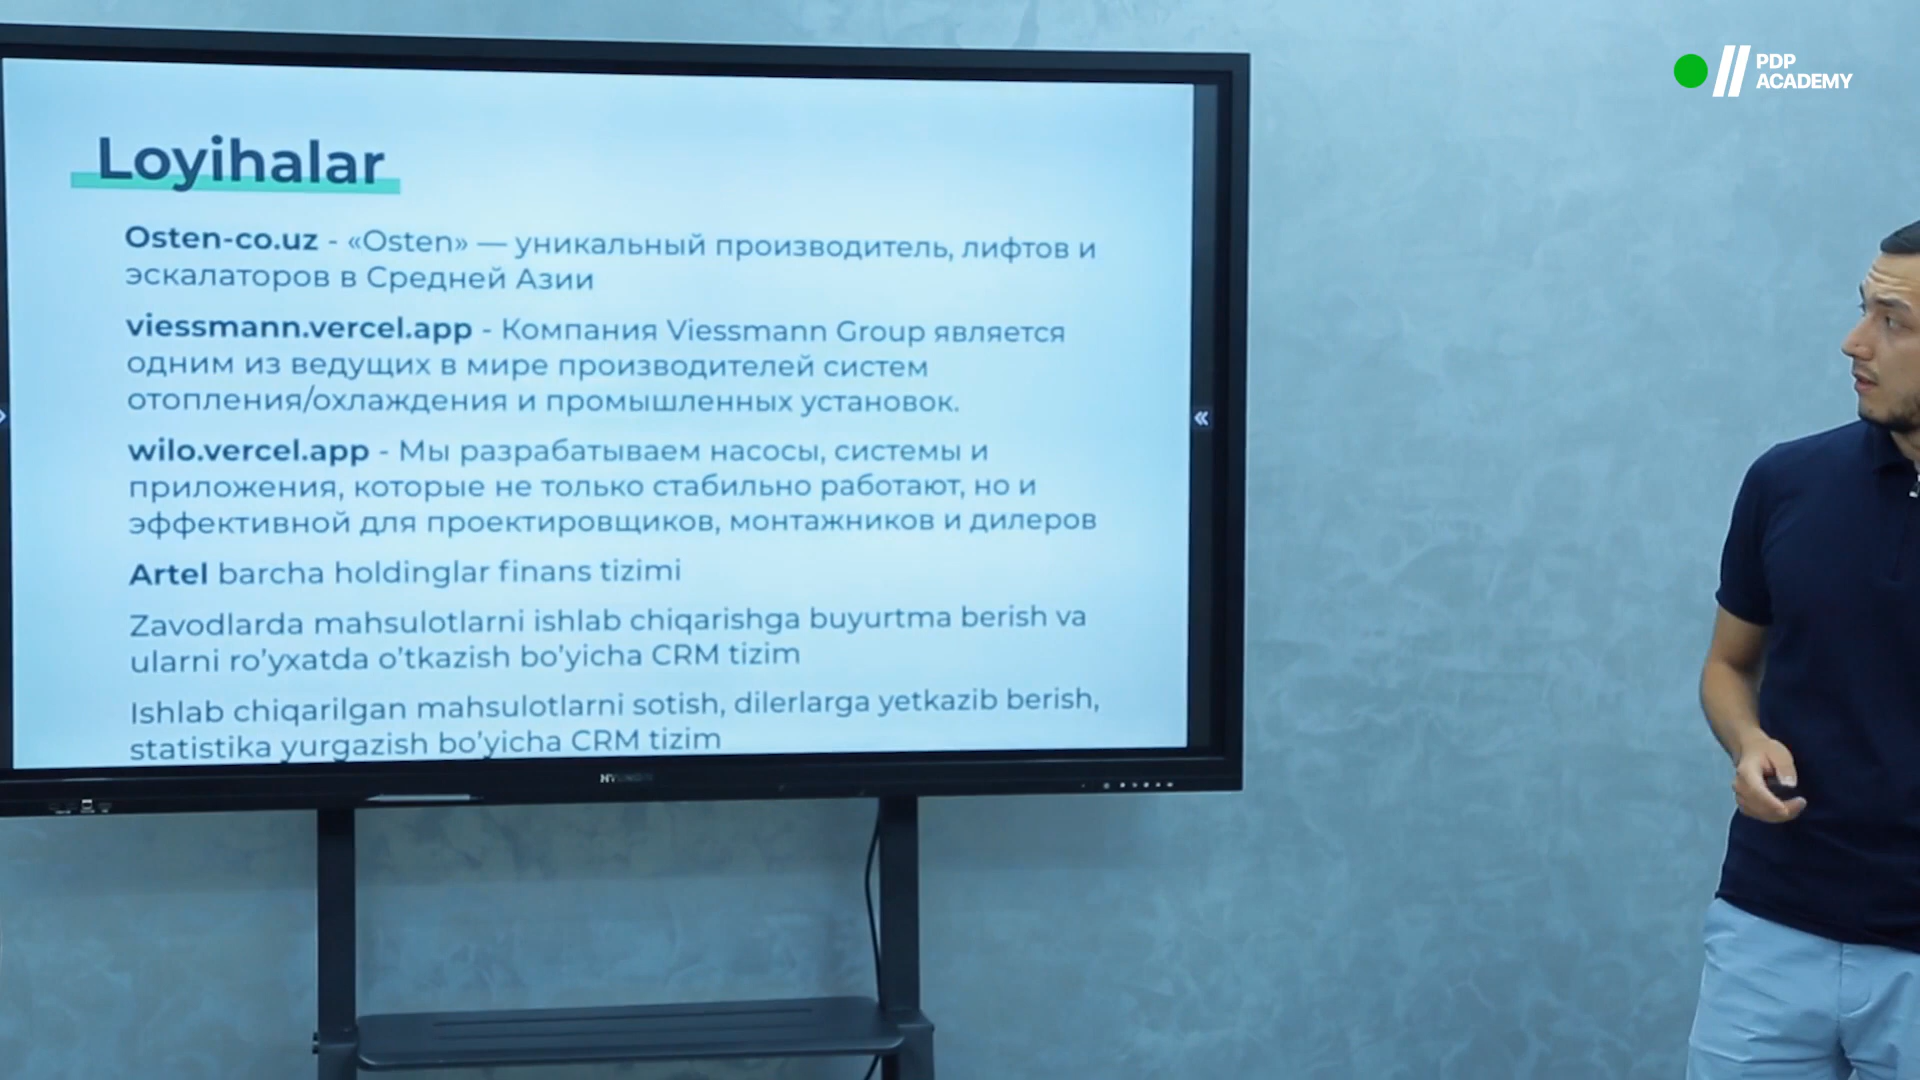 PDP
ACADEMY
Loyihalar
Osten-co.uz - «Osten» — уникальный производитель, лифтов и
эскалаторов в Средней Азии
viessmann.vercel.app - Компания Viessmann Group является
одним из ведущих в мире производителей систем
отопления/охлаждения и промышленных установок.
wilo.vercel.app - Мы разрабатываем насосы, системы и
приложения, которые не только стабильно работают, но и
эффективной для проектировщиков, монтажников и дилеров
Artel barcha holdinglar finans tizimi
Zavodlarda mahsulotlarni ishlab chiqarishga buyurtma berish va
ularni ro’yxatda o’tkazish bo’yicha CRM tizim
Ishlab chiqarilgan mahsulotlarni sotish, dilerlarga yetkazib berish,
statistika yurgazish bo’yicha CRM tizim